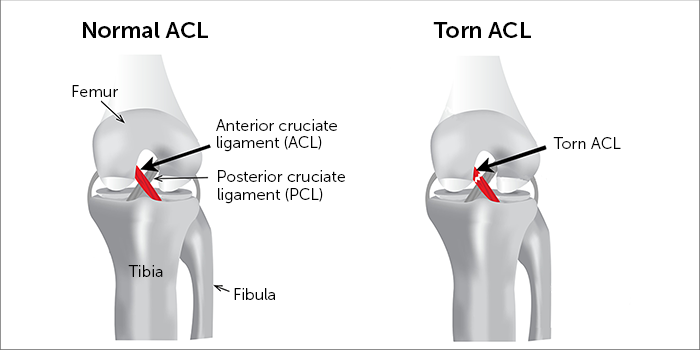 Normal ACL
Torn ACL
Femur
Anterior cruciate
ligament (ACL)
Torn ACL
Posterior cruciate
ligament (PCL)
Tibia
Fibula